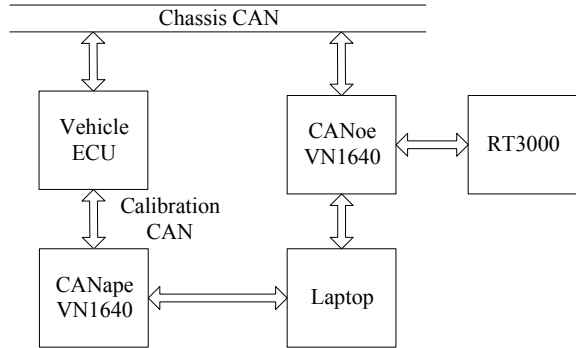 Chassis CAN
Vehicle
ECU
CANoe
VN1640
RT3000
Calibration
CAN
CANape
VN1640
Laptop